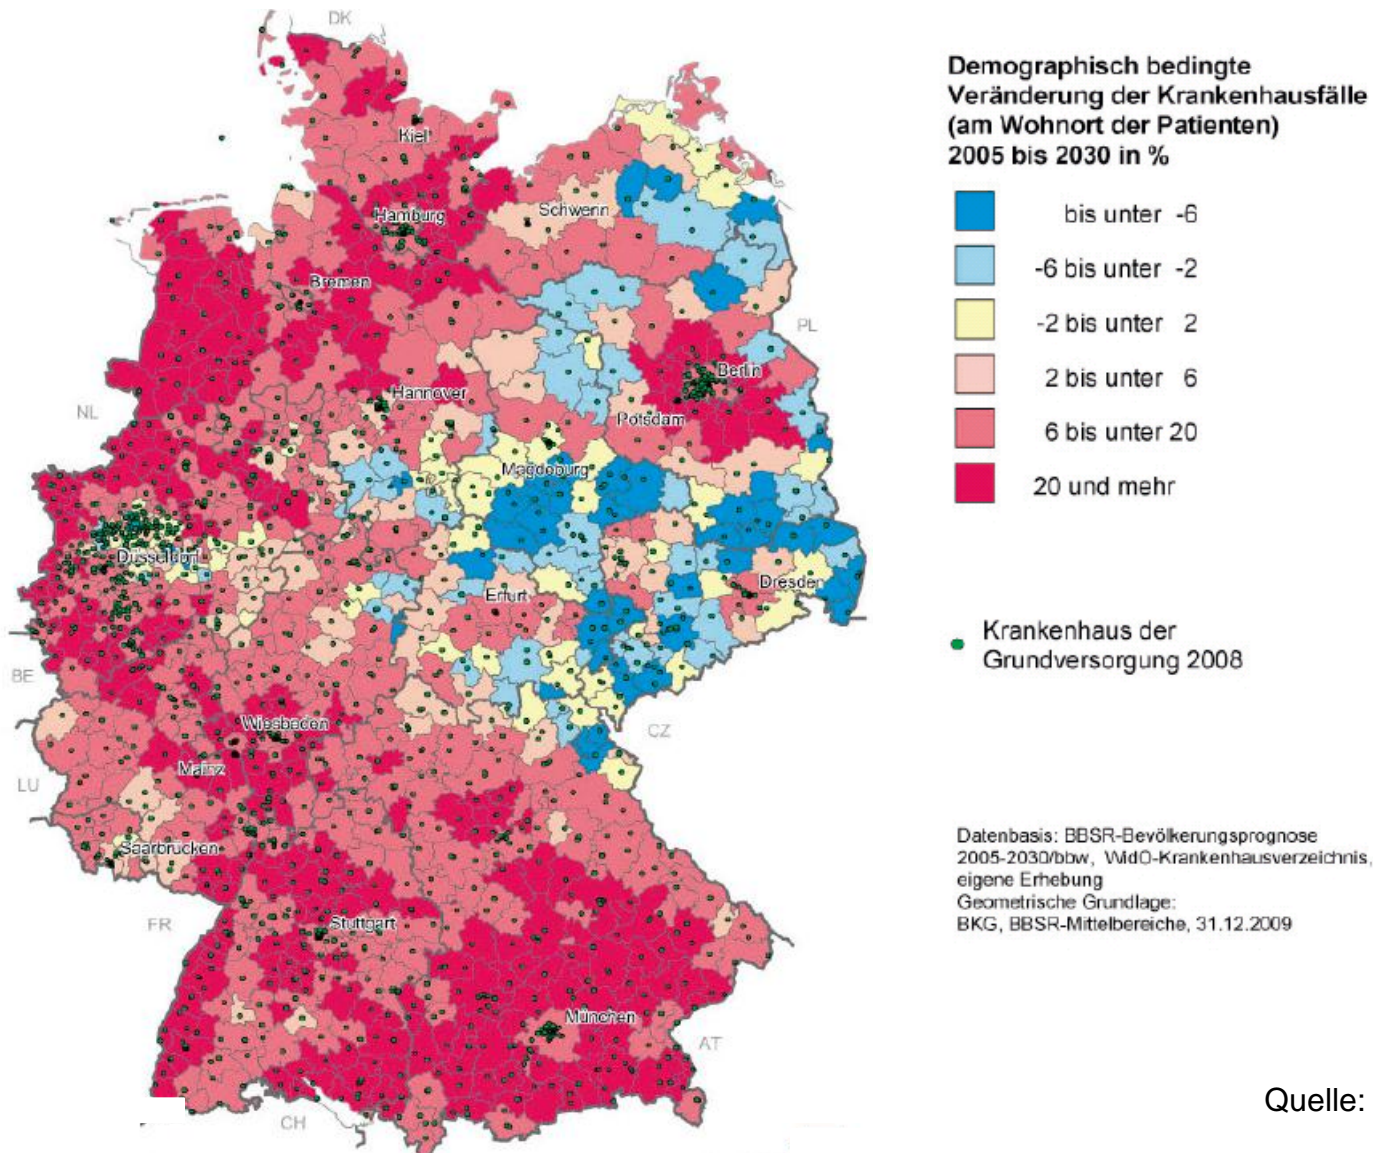 DK
Kiel
Hamburg
Schwerin
Bremen
PL
Berlin
Hannover
NL
Potsdam
Magdeburg
Düsseldorf
Dresden
Erfurt
BE
Wiesbaden
CZ
Mainz
LU
Saarbrücken
FR
Stuttgart
München
AT
CH
Demographisch bedingte
Veränderung der Krankenhausfälle
(am Wohnort der Patienten)
2005 bis 2030 in %
bis unter -6
-6 bis unter -2
-2 bis unter 2
2 bis unter 6
6 bis unter 20
20 und mehr
Krankenhaus der
Grundversorgung 2008
Datenbasis: BBSR-Bevölkerungsprognose
2005-2030/bbw, WIdO-Krankenhausverzeichnis,
eigene Erhebung
Geometrische Grundlage:
BKG, BBSR-Mittelbereiche, 31.12.2009
Quelle: